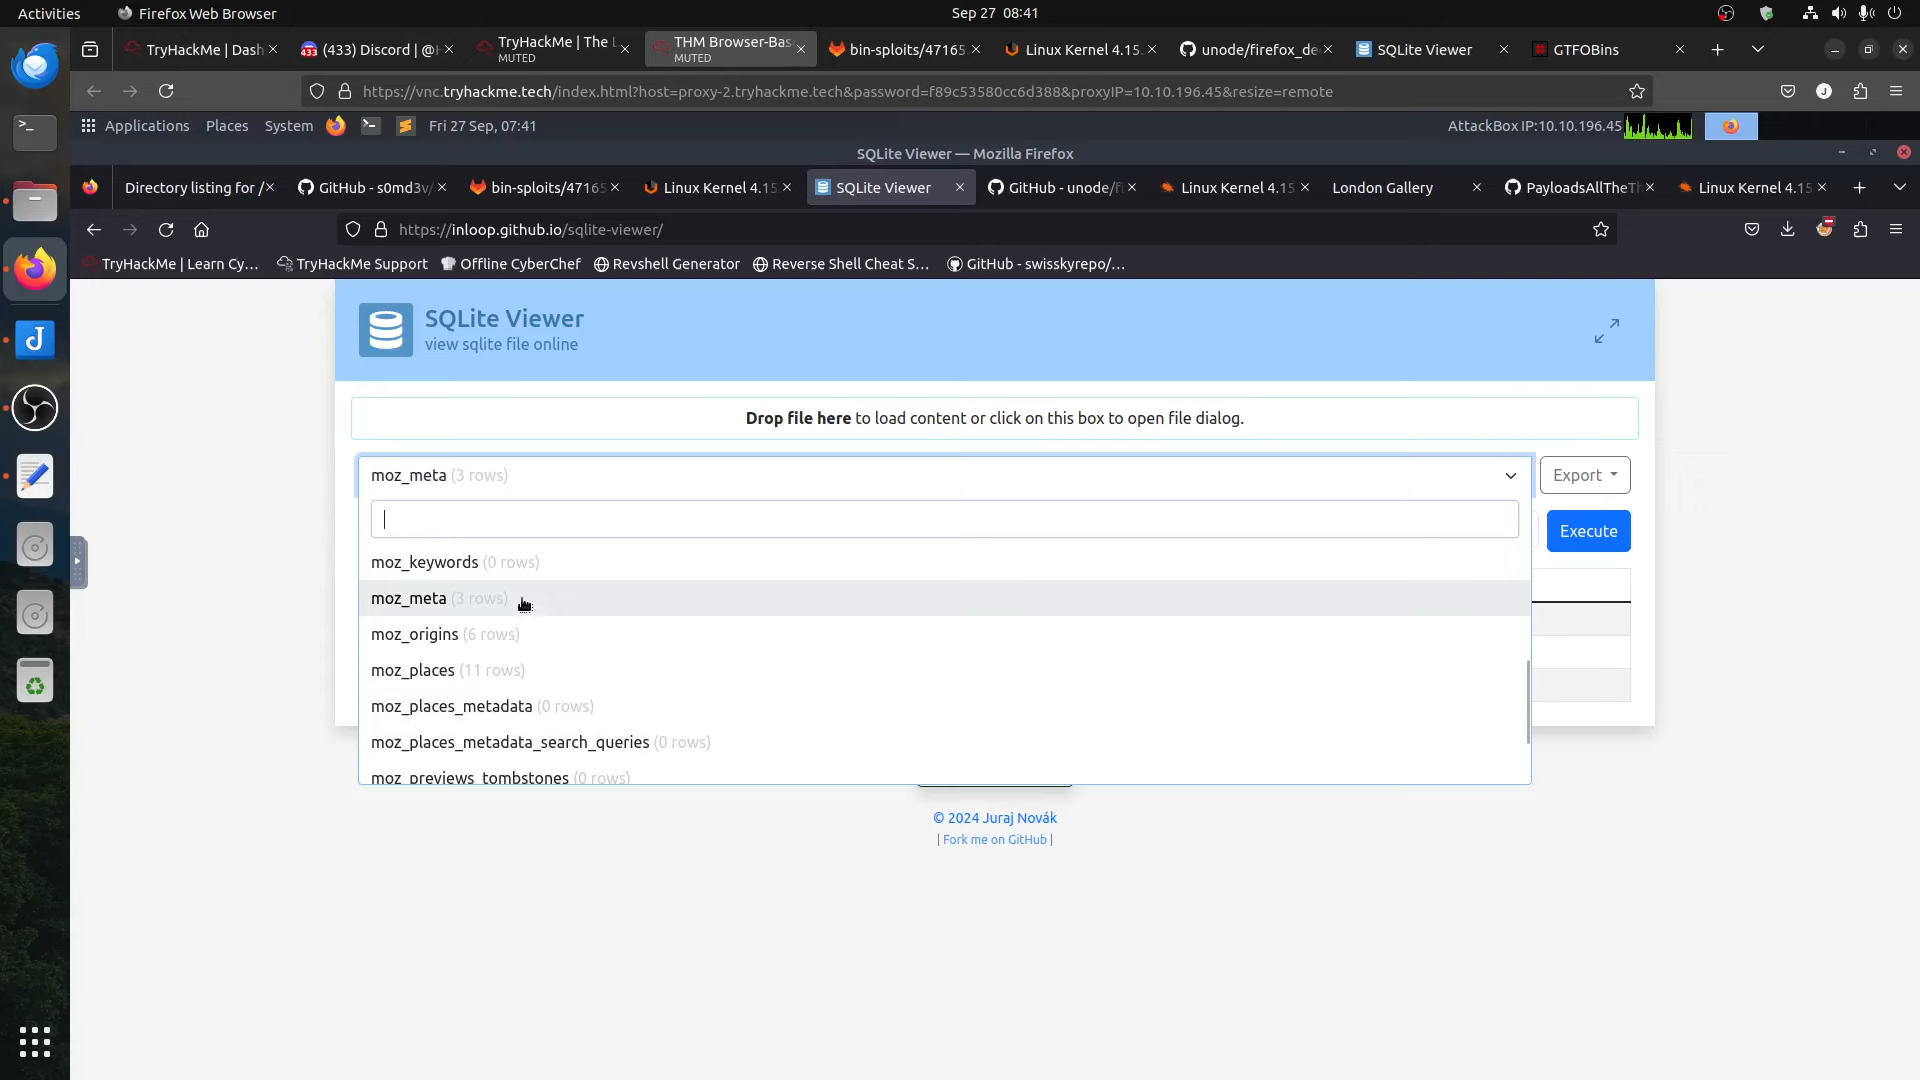 Activities
Firefox Web Browser
Sep 27 08:41
TryHackMe | Dash
(433) Discord | @H
TryHackMe | The L
MUTED
THM Browser-Bas
MUTED
bin-sploits/47165
Linux Kernel 4.15.
unode/firefox_de
SQLite Viewer
GTFOBins
https://vnc.tryhackme.tech/index.html?host=proxy-2.tryhackme.tech&password=f89c53580cc6d388&proxyIP=10.10.196.45&resize=remote
Applications
Places
System
Fri 27 Sep, 07:41
AttackBox IP:10.10.196.45
SQLite Viewer — Mozilla Firefox
Directory listing for /
GitHub - s0md3v/
bin-sploits/47165
Linux Kernel 4.15
SQLite Viewer
GitHub - unode/fi
Linux Kernel 4.15
London Gallery
PayloadsAllTheTh
Linux Kernel 4.15
https://inloop.github.io/sqlite-viewer/
TryHackMe | Learn Cy...
TryHackMe Support
Offline CyberChef
Revshell Generator
Reverse Shell Cheat S...
GitHub - swisskyrepo/...
SQLite Viewer
view sqlite file online
Drop file here to load content or click on this box to open file dialog.
moz_meta (3 rows)
Export
Execute
moz_keywords (0 rows)
moz_meta (3 rows)
moz_origins (6 rows)
moz_places (11 rows)
moz_places_metadata (0 rows)
moz_places_metadata_search_queries (0 rows)
moz_previews_tombstones (0 rows)
© 2024 Juraj Novák
| Fork me on GitHub |